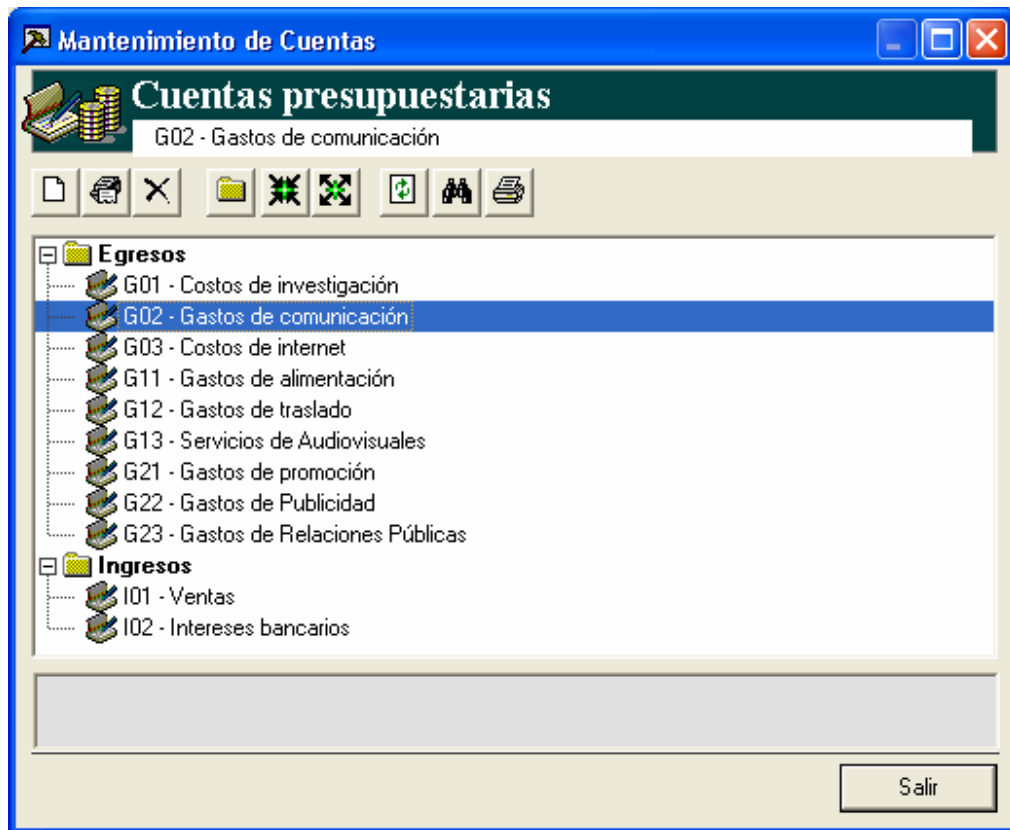 Mantenimiento de Cuentas
Cuentas presupuestarias
G02 - Gastos de comunicación
Egresos
G01 - Costos de investigación
G02 - Gastos de comunicación
G03 - Costos de internet
G11 - Gastos de alimentación
G12 - Gastos de traslado
G13 - Servicios de Audiovisuales
G21 - Gastos de promoción
G22 - Gastos de Publicidad
G23 - Gastos de Relaciones Públicas
Ingresos
I01 - Ventas
I02 - Intereses bancarios
Salir